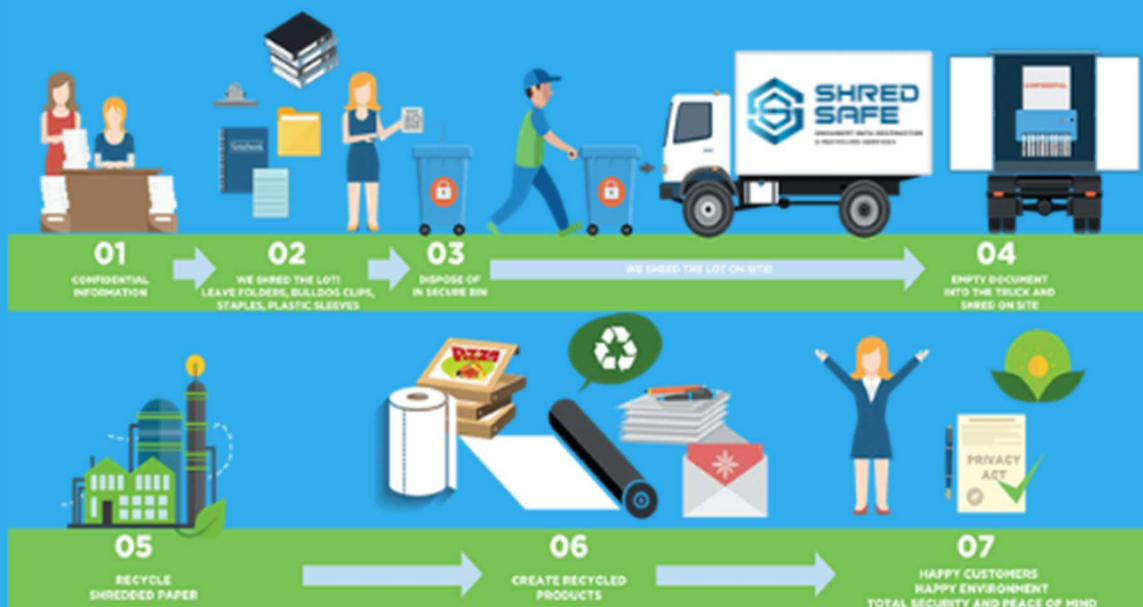 Notebook
SHRED
SAFE
DOCUMENT DATA DESTRUCTION
& RECYCLING SERVICES
CONFIDENTIAL
01
CONFIDENTIAL
INFORMATION
02
WE SHRED THE LOT!
LEAVE FOLDERS, BULLDOG CLIPS,
STAPLES, PLASTIC SLEEVES
03
DISPOSE OF
IN SECURE BIN
WE SHRED THE LOT ON SITE!
04
EMPTY DOCUMENT
INTO THE TRUCK AND
SHRED ON SITE
PIZZA
PRIVACY
ACT
05
RECYCLE
SHREDDED PAPER
06
CREATE RECYCLED
PRODUCTS
07
HAPPY CUSTOMERS
HAPPY ENVIRONMENT
TOTAL SECURITY AND PEACE OF MIND